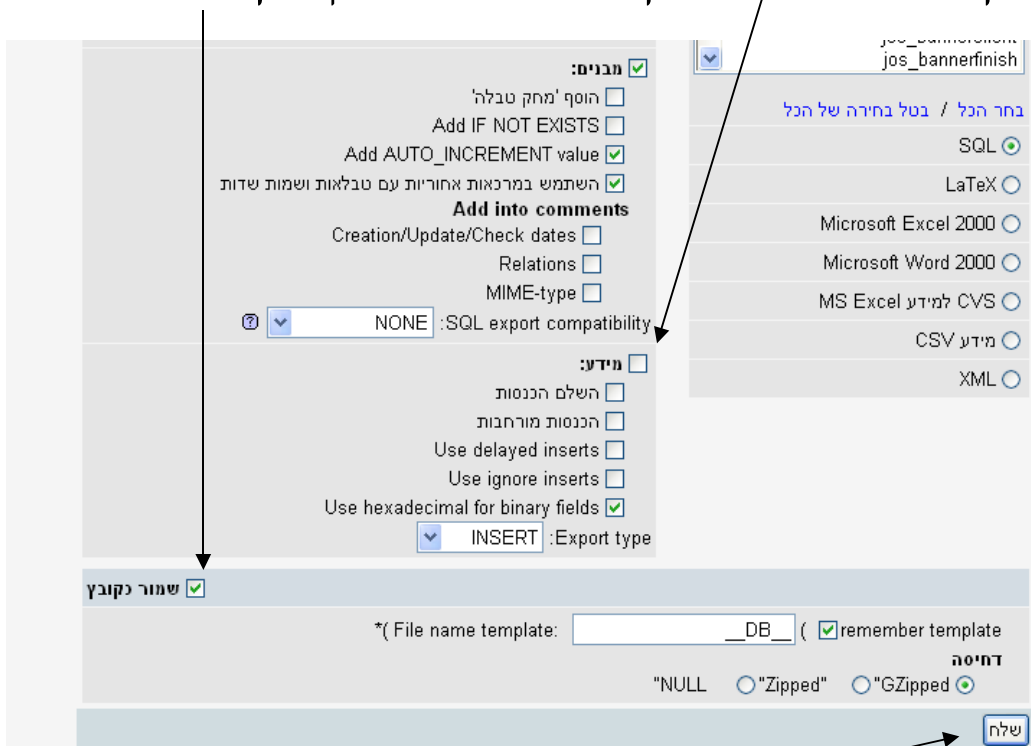 jos_bannerfinish
בחר הכל / בטל בחירה של הכל
SQL
LaTeX
Microsoft Excel 2000
Microsoft Word 2000
CVS למידע MS Excel
מידע CSV
XML
מבנים:
הוסף 'מחק טבלה'
Add IF NOT EXISTS
Add AUTO_INCREMENT value
השתמש במרכאות אחוריות עם טבלאות ושמות שדות
Add into comments
Creation/Update/Check dates
Relations
MIME-type
NONE :SQL export compatibility
מידע:
השלם הכנסות
הכנסות מורחבות
Use delayed inserts
Use ignore inserts
Use hexadecimal for binary fields
INSERT :Export type
שמור כקובץ
*( File name template: __DB__ ( remember template
דחיסה
"NULL "Zipped" "GZipped
שלח